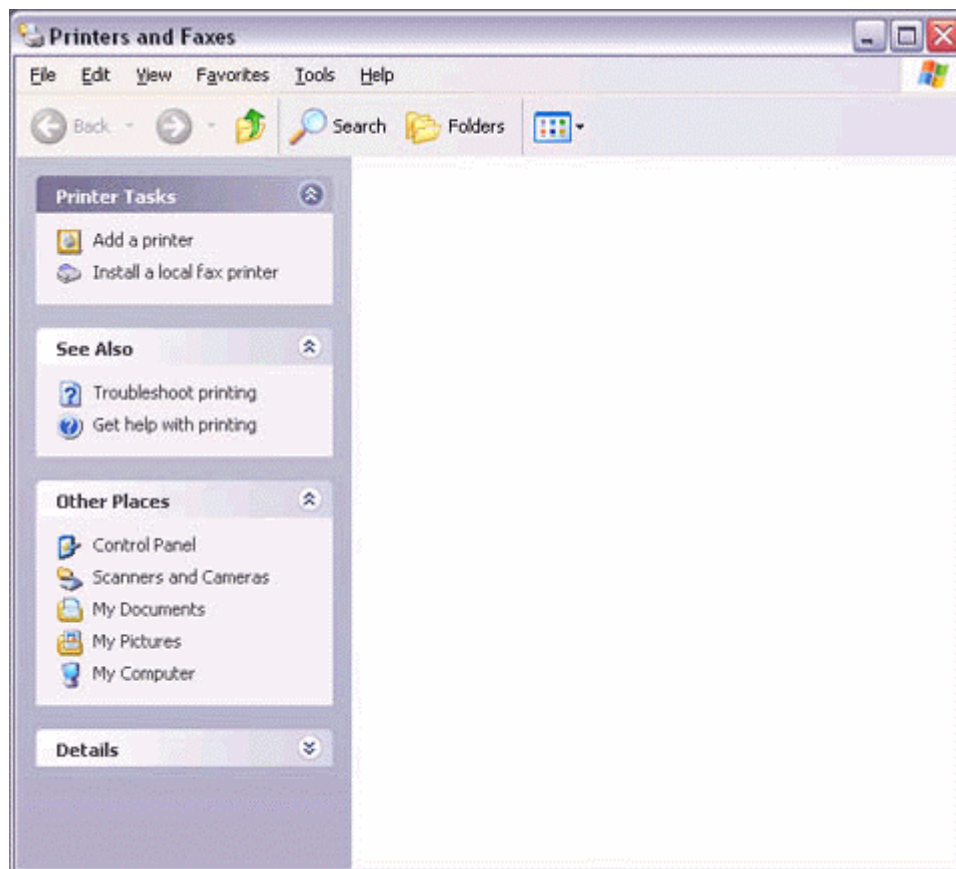 Printers and Faxes
File Edit View Favorites Tools Help
Back Search Folders
Printer Tasks
Add a printer
Install a local fax printer
See Also
Troubleshoot printing
Get help with printing
Other Places
Control Panel
Scanners and Cameras
My Documents
My Pictures
My Computer
Details